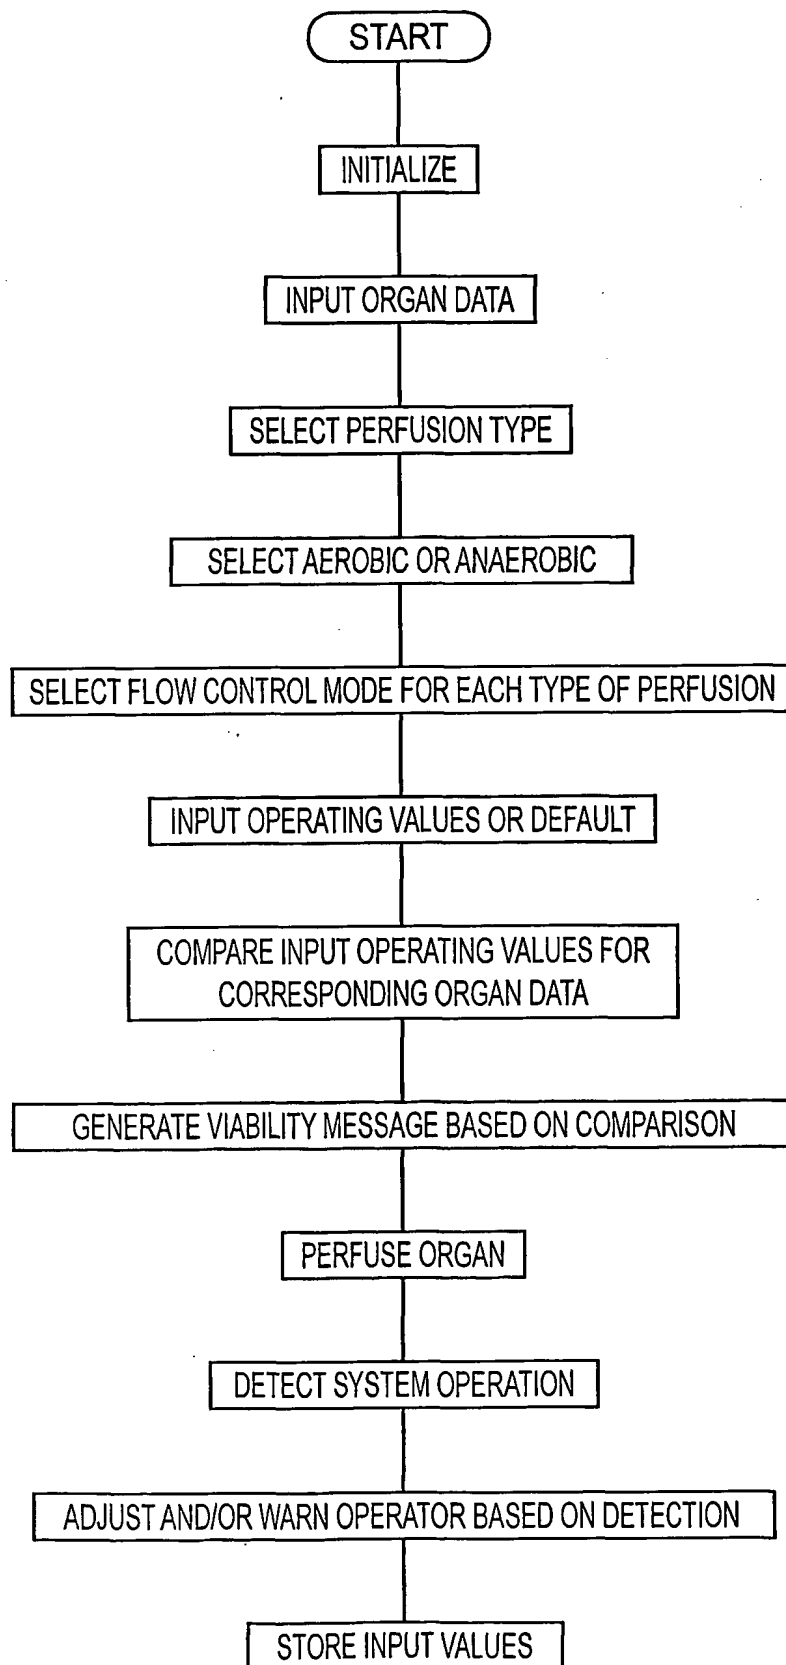 START
INITIALIZE
INPUT ORGAN DATA
SELECT PERFUSION TYPE
SELECT AEROBIC OR ANAEROBIC
SELECT FLOW CONTROL MODE FOR EACH TYPE OF PERFUSION
INPUT OPERATING VALUES OR DEFAULT
COMPARE INPUT OPERATING VALUES FOR
CORRESPONDING ORGAN DATA
GENERATE VIABILITY MESSAGE BASED ON COMPARISON
PERFUSE ORGAN
DETECT SYSTEM OPERATION
ADJUST AND/OR WARN OPERATOR BASED ON DETECTION
STORE INPUT VALUES